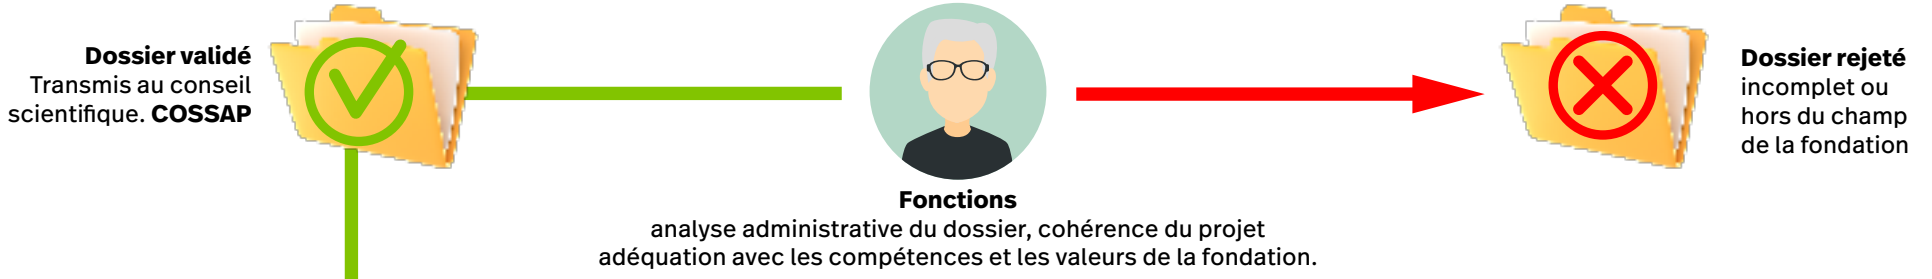 Dossier validé
Transmis au conseil
scientifique. COSSAP
Fonctions
analyse administrative du dossier, cohérence du projet
adéquation avec les compétences et les valeurs de la fondation.
Dossier rejeté
incomplet ou
hors du champ
de la fondation